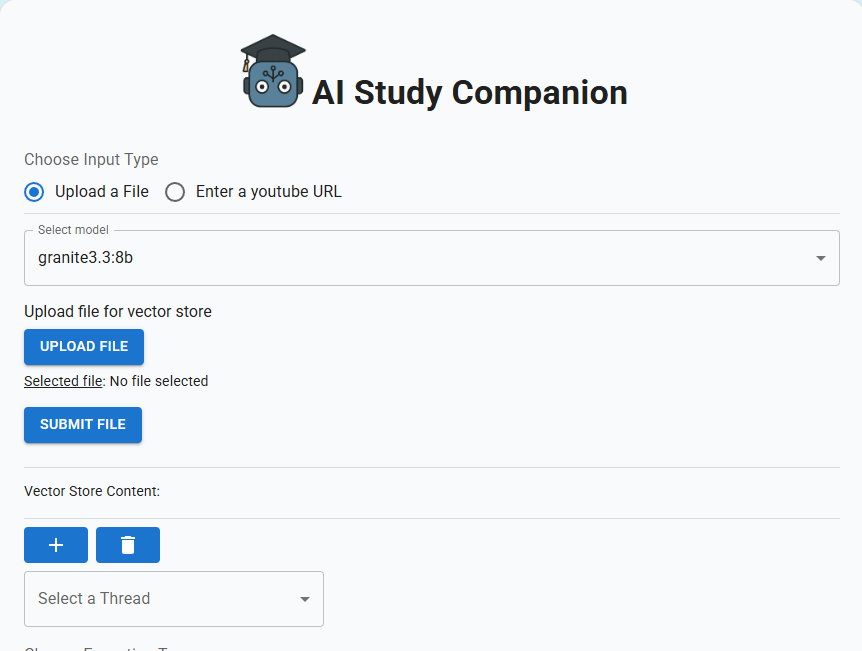 AI Study Companion
Choose Input Type
Upload a File Enter a youtube URL
Select model
granite3.3:8b
Upload file for vector store
UPLOAD FILE
Selected file: No file selected
SUBMIT FILE
Vector Store Content:
Select a Thread